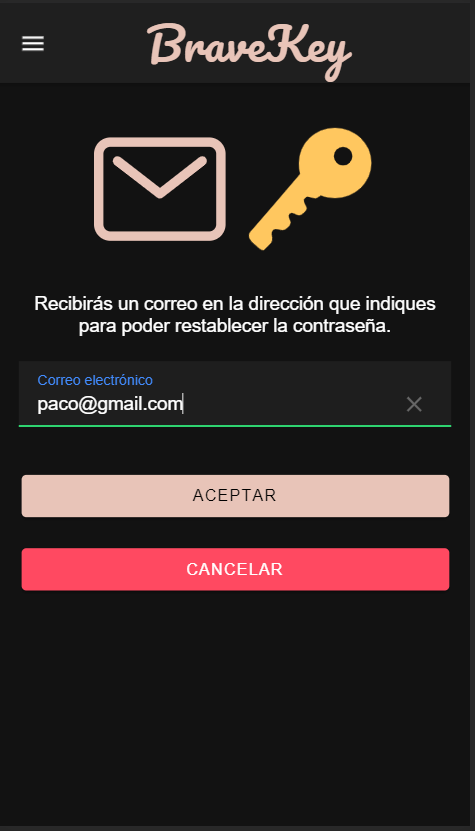 BraveKey
Recibirás un correo en la dirección que indiques
para poder restablecer la contraseña.
Correo electrónico
paco@gmail.com
ACEPTAR
CANCELAR